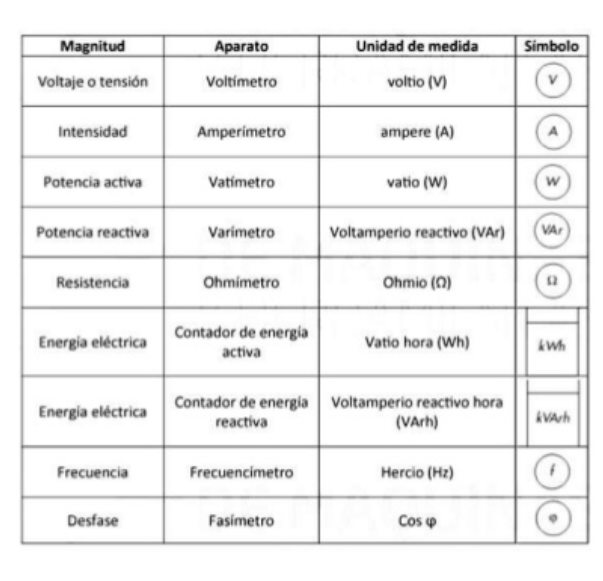 Magnitud Aparato Unidad de medida Símbolo
Voltaje o tensión Voltímetro voltio (V) V
Intensidad Amperímetro ampere (A) A
Potencia activa Vatímetro vatio (W) W
Potencia reactiva Varímetro Voltamperio reactivo (VAr) VAr
Resistencia Ohmímetro Ohmio (Ω) Ω
Energía eléctrica Contador de energía activa Vatio hora (Wh) kWh
Energía eléctrica Contador de energía reactiva Voltamperio reactivo hora (VArh) kVArh
Frecuencia Frecuencímetro Hercio (Hz) f
Desfase Fasímetro Cos φ φ